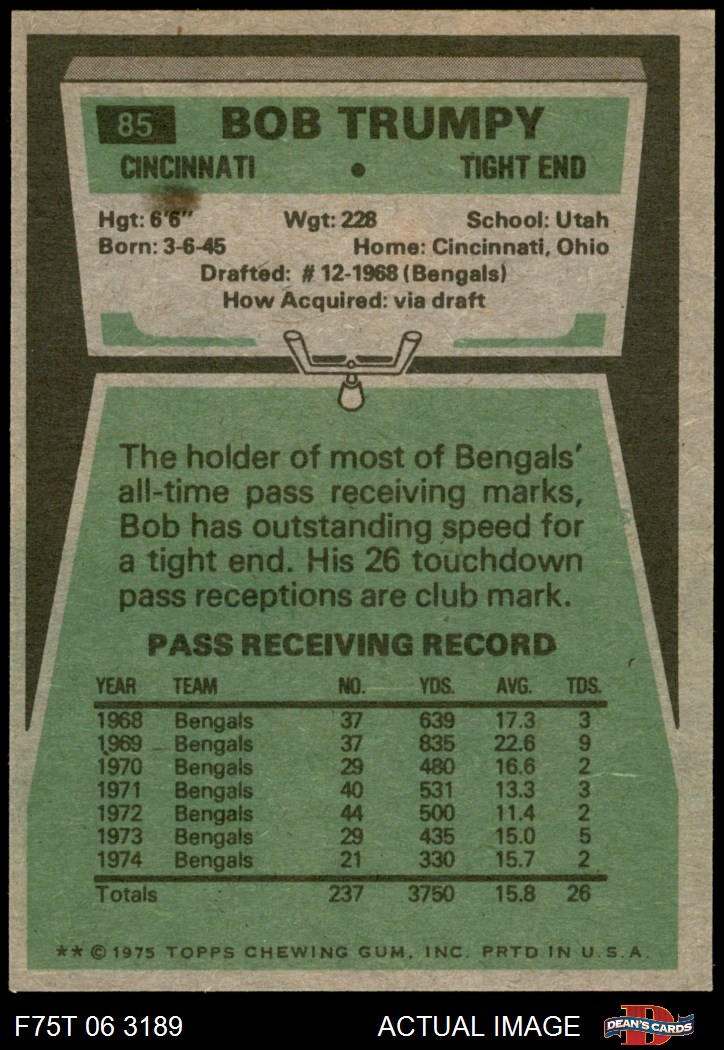 85 BOB TRUMPY
CINCINNATI • TIGHT END
Hgt: 6'6" Wgt: 228 School: Utah
Born: 3-6-45 Home: Cincinnati, Ohio
Drafted: # 12-1968 (Bengals)
How Acquired: via draft
The holder of most of Bengals'
all-time pass receiving marks,
Bob has outstanding speed for
a tight end. His 26 touchdown
pass receptions are club mark.
PASS RECEIVING RECORD
YEAR TEAM NO. YDS. AVG. TDS.
1968 Bengals 37 639 17.3 3
1969 Bengals 37 835 22.6 9
1970 Bengals 29 480 16.6 2
1971 Bengals 40 531 13.3 3
1972 Bengals 44 500 11.4 2
1973 Bengals 29 435 15.0 5
1974 Bengals 21 330 15.7 2
Totals 237 3750 15.8 26
** © 1975 TOPPS CHEWING GUM, INC. PRTD IN U.S.A.
F75T 06 3189 ACTUAL IMAGE D DEAN'S CARDS